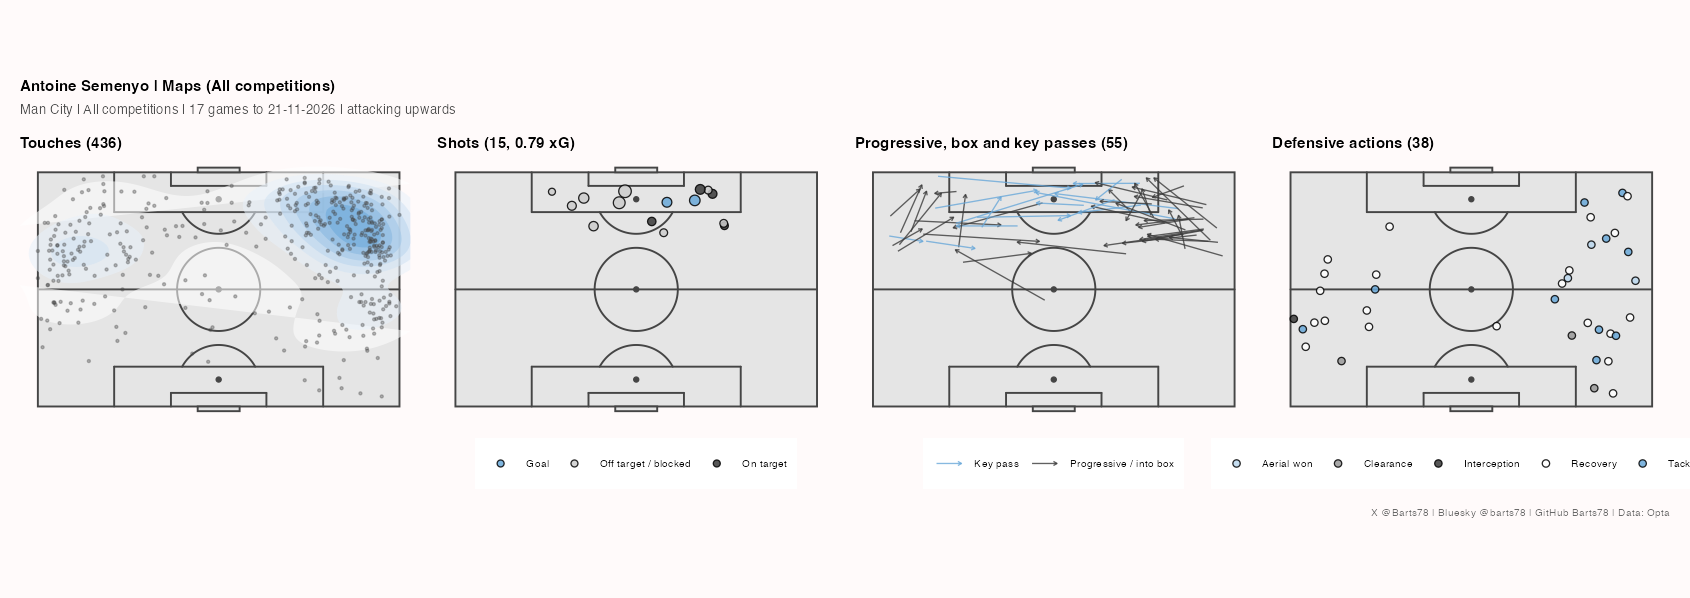 Antoine Semenyo | Maps (All competitions)
Man City | All competitions | 17 games to 21-11-2026 | attacking upwards
Touches (436)
Shots (15, 0.79 xG)
Progressive, box and key passes (55)
Defensive actions (38)
Goal
Off target / blocked
On target
Key pass
Progressive / into box
Aerial won
Clearance
Interception
Recovery
Tack
X @Barts78 | Bluesky @barts78 | GitHub Barts78 | Data: Opta